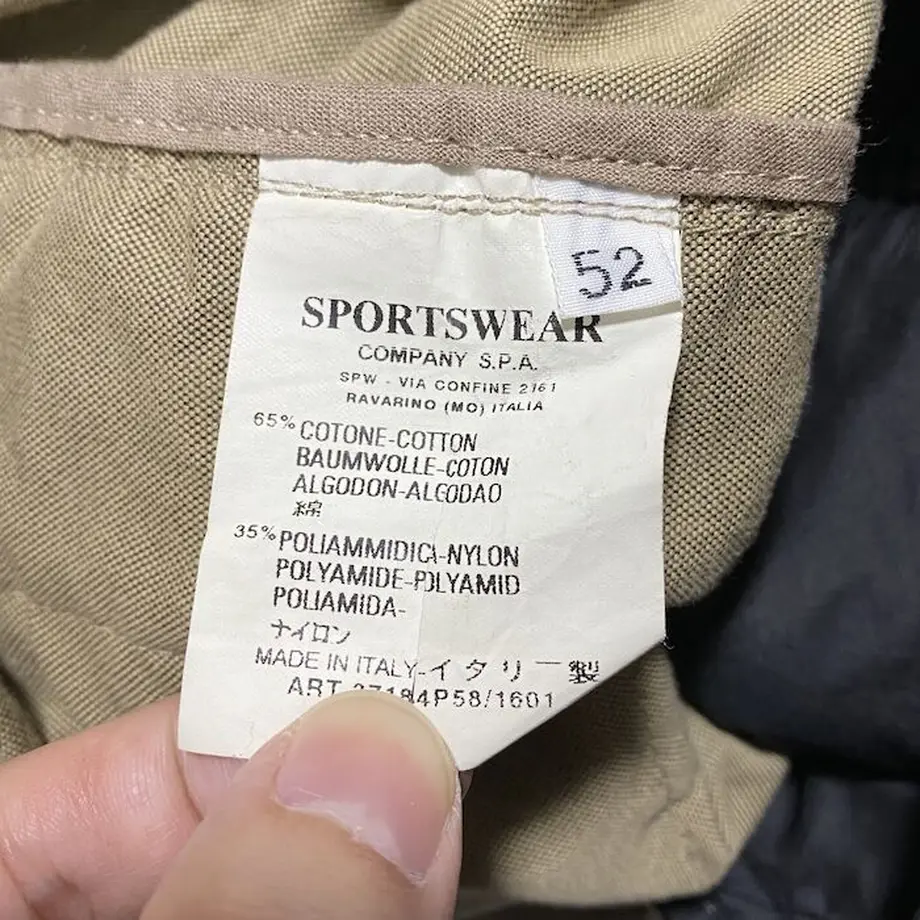 52
SPORTSWEAR
COMPANY S.P.A.
SPW - VIA CONFINE 2161
RAVARINO (MO) ITALIA
65% COTONE-COTTON
BAUMWOLLE-COTON
ALGODON-ALGODAO
綿
35% POLIAMMIDICA-NYLON
POLYAMIDE-POLYAMID
POLIAMIDA-
ナイロン
MADE IN ITALY-イタリー製
ART.